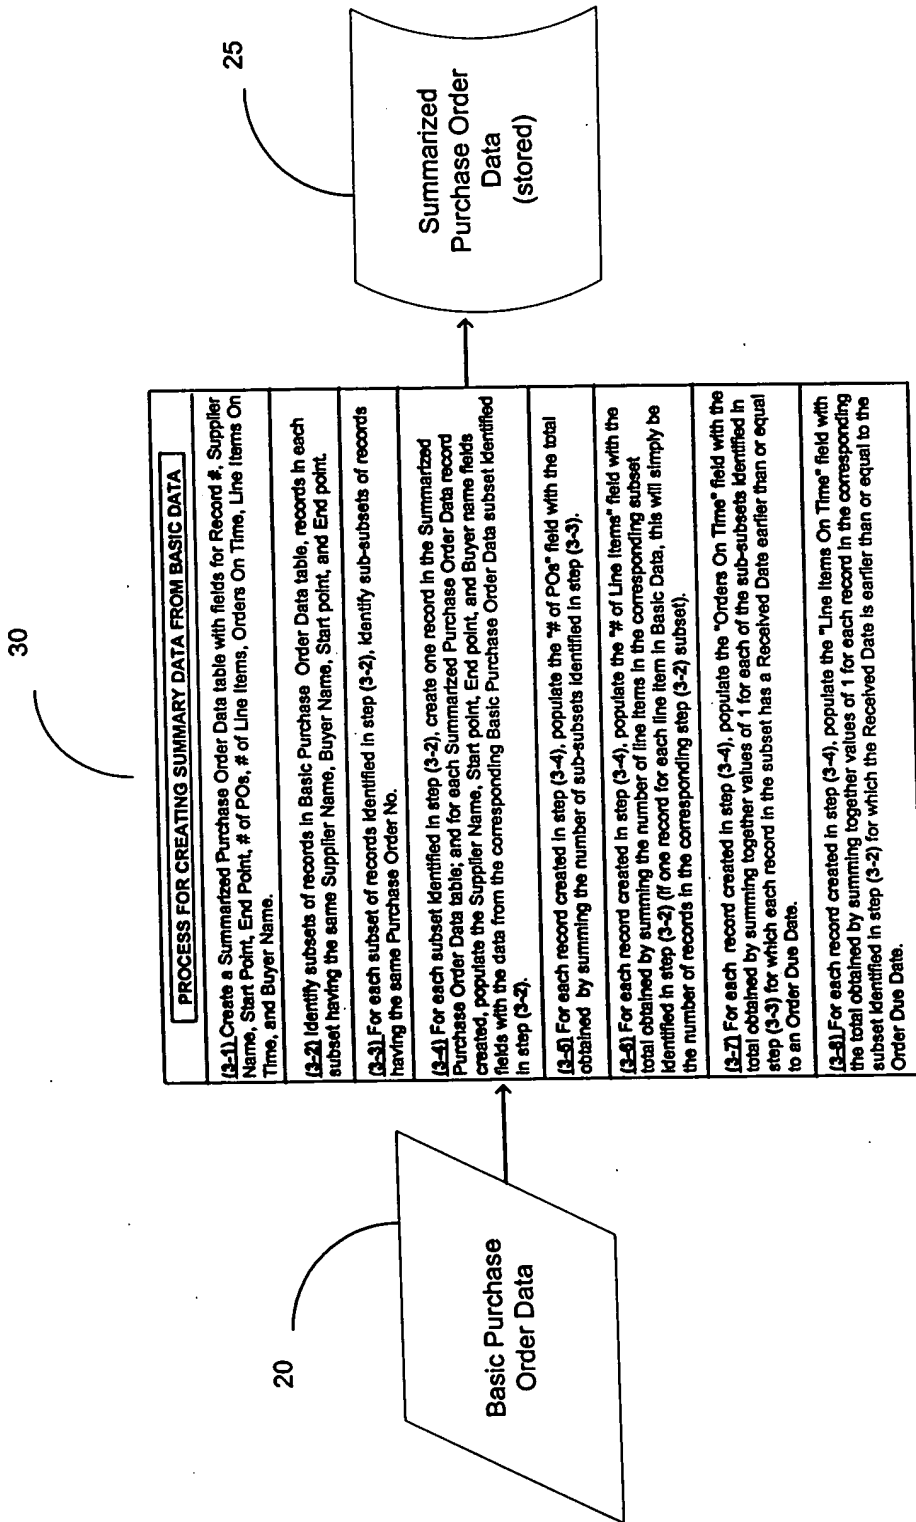 30
PROCESS FOR CREATING SUMMARY DATA FROM BASIC DATA
(3-1) Create a Summarized Purchase Order Data table with fields for Record #, Supplier
Name, Start Point, End Point, # of POs, # of Line Items, Orders On Time, Line Items On
Time, and Buyer Name.
(3-2) Identify subsets of records in Basic Purchase Order Data table, records in each
subset having the same Supplier Name, Buyer Name, Start point, and End point.
(3-3) For each subset of records identified in step (3-2), identify sub-subsets of records
having the same Purchase Order No.
(3-4) For each subset identified in step (3-2), create one record in the Summarized
Purchase Order Data table; and for each Summarized Purchase Order Data record
created, populate the Supplier Name, Start point, End point, and Buyer name fields
fields with the data from the corresponding Basic Purchase Order Data subset identified
in step (3-2).
(3-5) For each record created in step (3-4), populate the "# of POs" field with the total
obtained by summing the number of sub-subsets identified in step (3-3).
(3-6) For each record created in step (3-4), populate the "# of Line Items" field with the
total obtained by summing the number of line items in the corresponding subset
identified in step (3-2) (if one record for each line item in Basic Data, this will simply be
the number of records in the corresponding step (3-2) subset).
(3-7) For each record created in step (3-4), populate the "Orders On Time" field with the
total obtained by summing together values of 1 for each of the sub-subsets identified in
step (3-3) for which each record in the subset has a Received Date earlier than or equal
to an Order Due Date.
(3-8) For each record created in step (3-4), populate the "Line Items On Time" field with
the total obtained by summing together values of 1 for each record in the corresponding
subset identified in step (3-2) for which the Received Date is earlier than or equal to the
Order Due Date.
20
Basic Purchase
Order Data
25
Summarized
Purchase Order
Data
(stored)